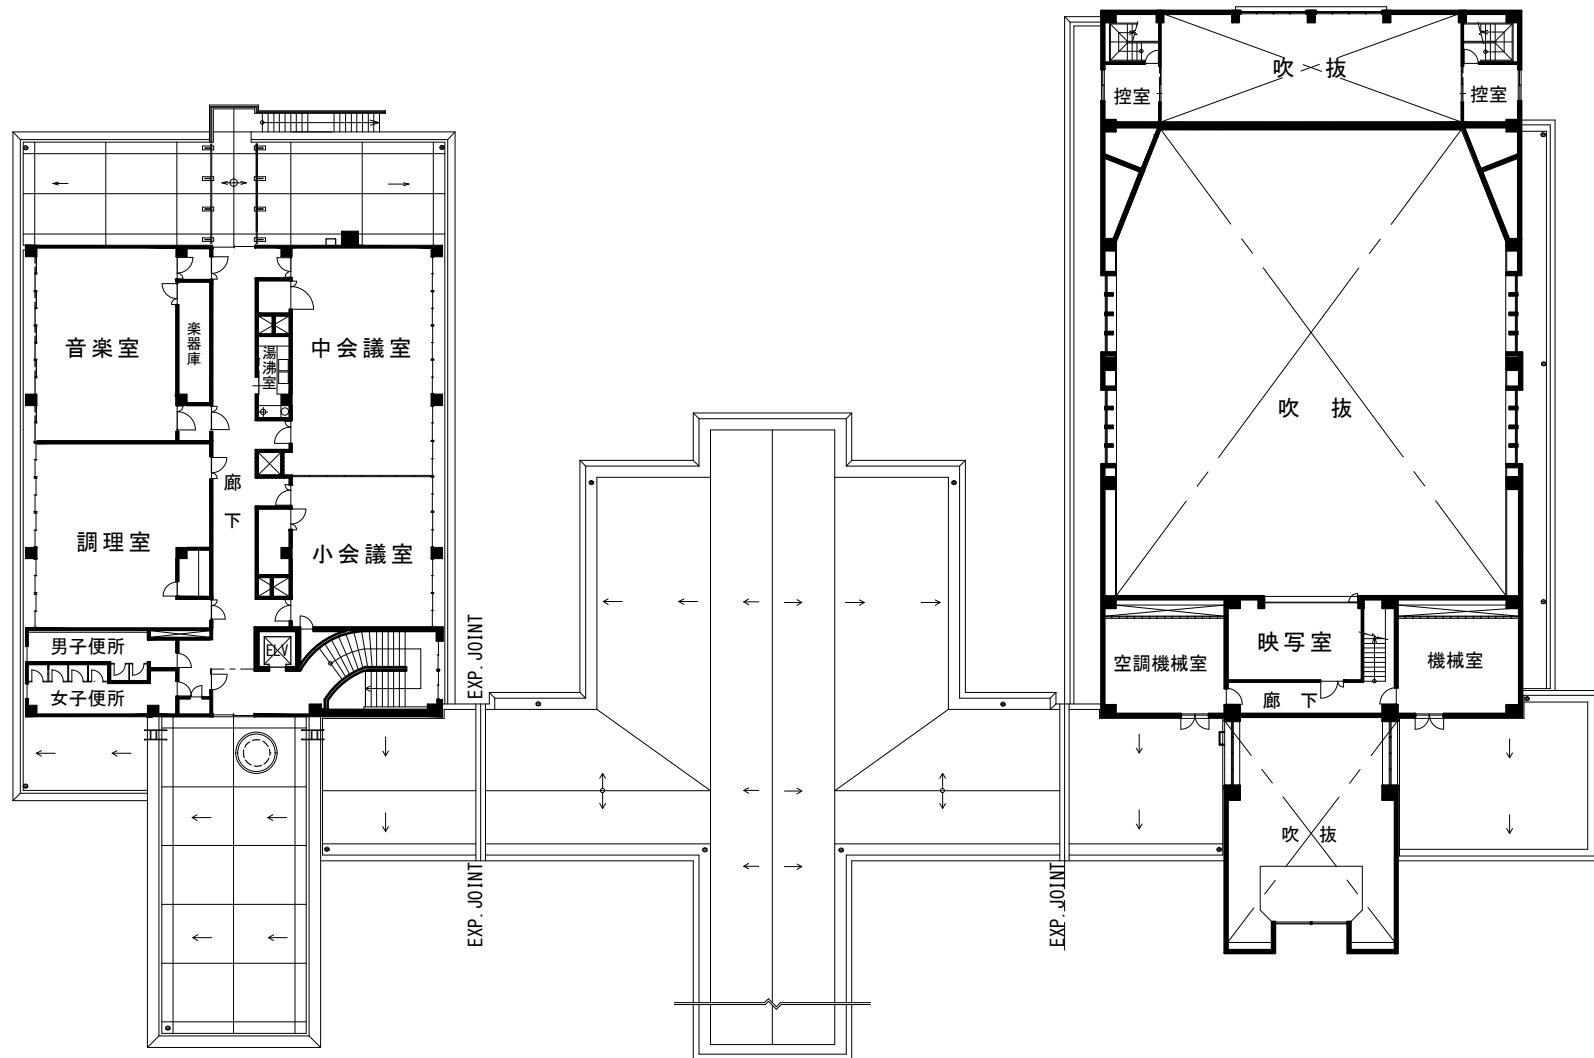 吹 抜
控室
控室
音楽室
楽器庫
湯沸室
中会議室
吹 抜
廊下
調理室
小会議室
男子便所
ELV
女子便所
EXP. JOINT
映写室
空調機械室
機械室
廊 下
吹 抜
EXP. JOINT
EXP. JOINT